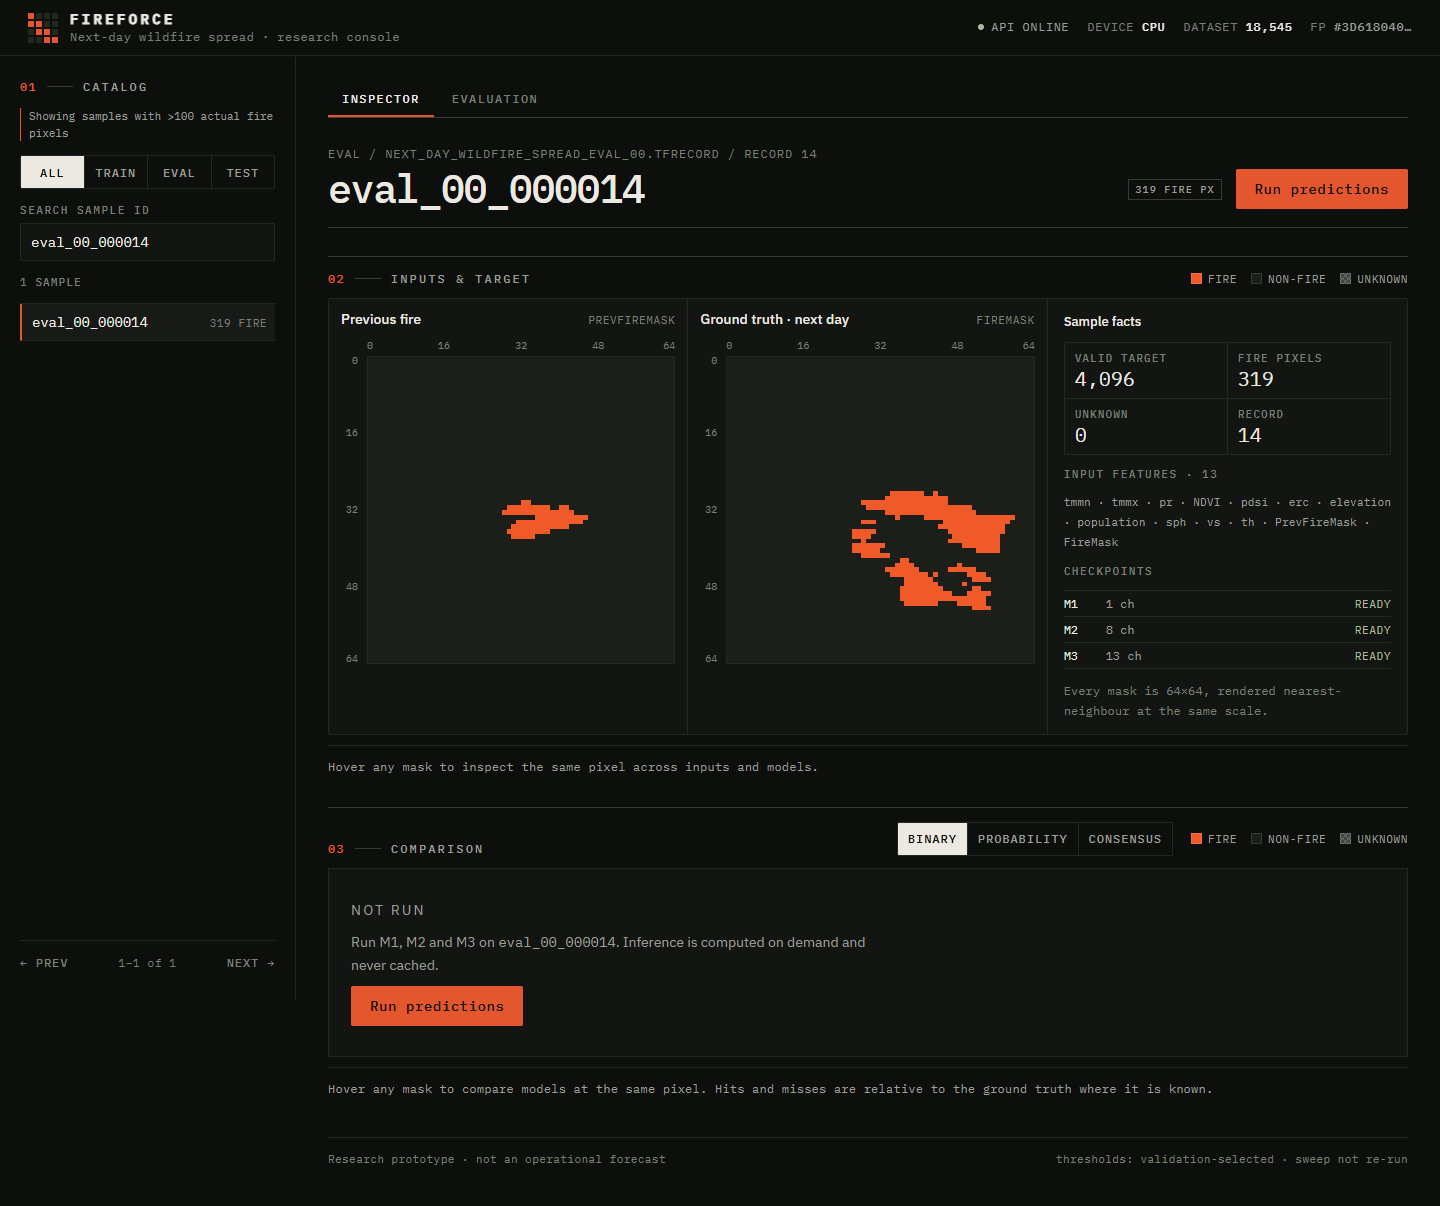 FIREFORCE
Next-day wildfire spread · research console
API ONLINE DEVICE CPU DATASET 18,545 FP #3D618040…
01 CATALOG
Showing samples with >100 actual fire
pixels
ALL TRAIN EVAL TEST
SEARCH SAMPLE ID
eval_00_000014
1 SAMPLE
eval_00_000014 319 FIRE
← PREV 1–1 of 1 NEXT →
INSPECTOR EVALUATION
EVAL / NEXT_DAY_WILDFIRE_SPREAD_EVAL_00.TFRECORD / RECORD 14
eval_00_000014
319 FIRE PX Run predictions
02 INPUTS & TARGET
FIRE NON-FIRE UNKNOWN
Previous fire PREVFIREMASK
0 16 32 48 64
0
16
32
48
64
Ground truth · next day FIREMASK
0 16 32 48 64
0
16
32
48
64
Sample facts
VALID TARGET FIRE PIXELS
4,096 319
UNKNOWN RECORD
0 14
INPUT FEATURES · 13
tmmn · tmmx · pr · NDVI · pdsi · erc · elevation
· population · sph · vs · th · PrevFireMask ·
FireMask
CHECKPOINTS
M1 1 ch READY
M2 8 ch READY
M3 13 ch READY
Every mask is 64×64, rendered nearest-
neighbour at the same scale.
Hover any mask to inspect the same pixel across inputs and models.
03 COMPARISON
BINARY PROBABILITY CONSENSUS FIRE NON-FIRE UNKNOWN
NOT RUN
Run M1, M2 and M3 on eval_00_000014. Inference is computed on demand and
never cached.
Run predictions
Hover any mask to compare models at the same pixel. Hits and misses are relative to the ground truth where it is known.
Research prototype · not an operational forecast
thresholds: validation-selected · sweep not re-run